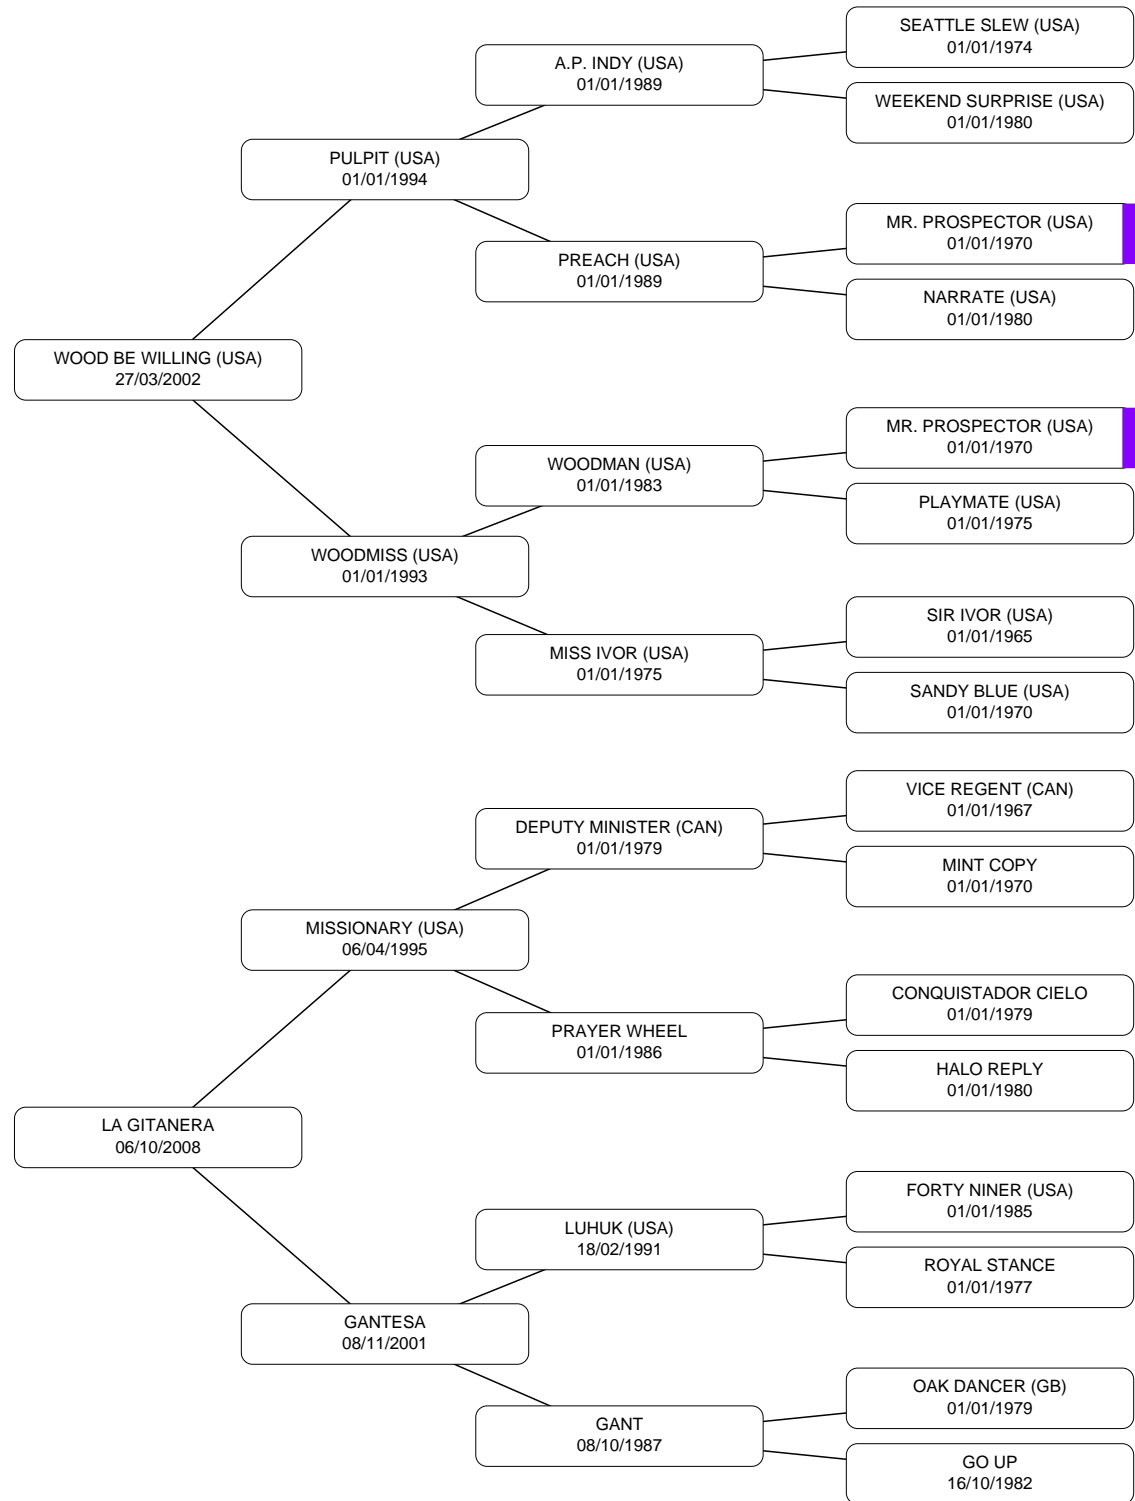 SEATTLE SLEW (USA)
01/01/1974
A.P. INDY (USA)
01/01/1989
WEEKEND SURPRISE (USA)
01/01/1980
PULPIT (USA)
01/01/1994
MR. PROSPECTOR (USA)
01/01/1970
PREACH (USA)
01/01/1989
NARRATE (USA)
01/01/1980
WOOD BE WILLING (USA)
27/03/2002
MR. PROSPECTOR (USA)
01/01/1970
WOODMAN (USA)
01/01/1983
PLAYMATE (USA)
01/01/1975
WOODMISS (USA)
01/01/1993
SIR IVOR (USA)
01/01/1965
MISS IVOR (USA)
01/01/1975
SANDY BLUE (USA)
01/01/1970
VICE REGENT (CAN)
01/01/1967
DEPUTY MINISTER (CAN)
01/01/1979
MINT COPY
01/01/1970
MISSIONARY (USA)
06/04/1995
CONQUISTADOR CIELO
01/01/1979
PRAYER WHEEL
01/01/1986
HALO REPLY
01/01/1980
LA GITANERA
06/10/2008
FORTY NINER (USA)
01/01/1985
LUHUK (USA)
18/02/1991
ROYAL STANCE
01/01/1977
GANTESA
08/11/2001
OAK DANCER (GB)
01/01/1979
GANT
08/10/1987
GO UP
16/10/1982